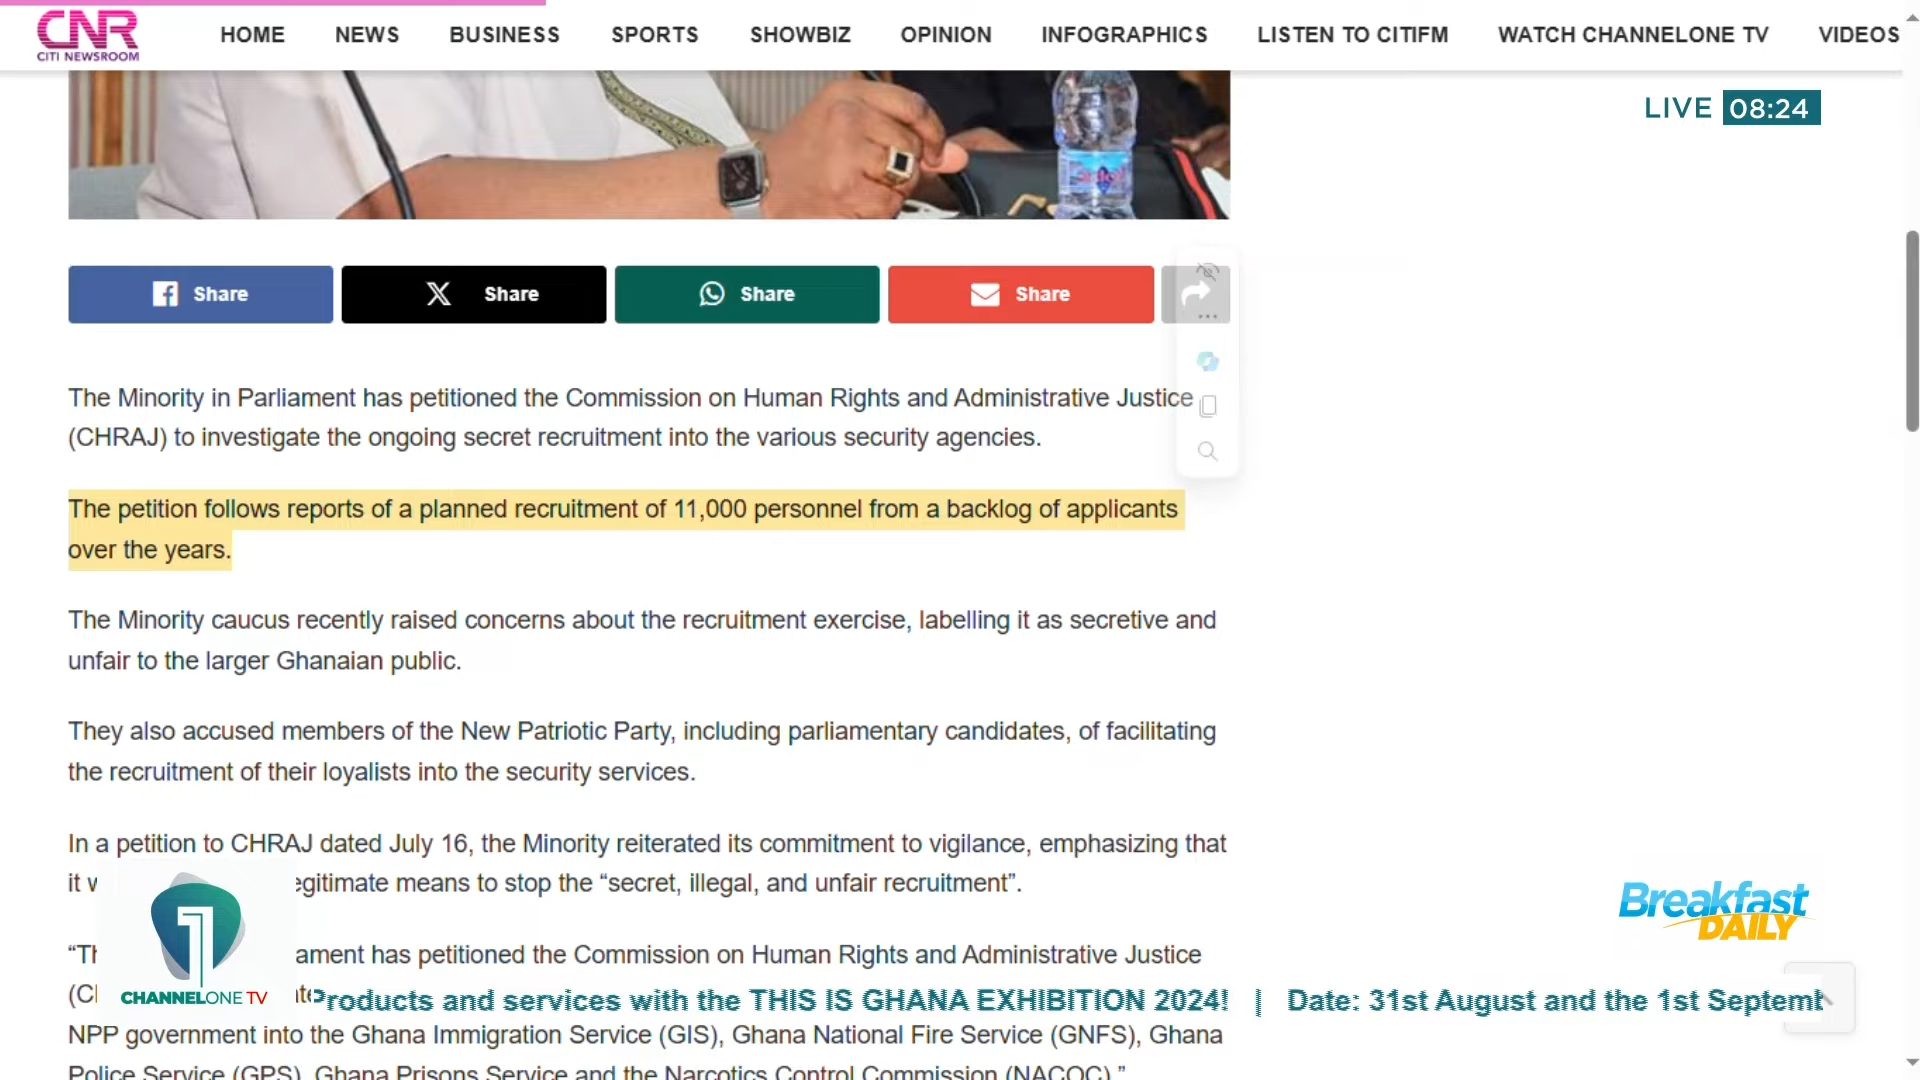 CNR
CITI NEWSROOM
HOME NEWS BUSINESS SPORTS SHOWBIZ OPINION INFOGRAPHICS LISTEN TO CITIFM WATCH CHANNELONE TV VIDEOS
LIVE 08:24
Share Share Share Share
The Minority in Parliament has petitioned the Commission on Human Rights and Administrative Justice
(CHRAJ) to investigate the ongoing secret recruitment into the various security agencies.
The petition follows reports of a planned recruitment of 11,000 personnel from a backlog of applicants
over the years.
The Minority caucus recently raised concerns about the recruitment exercise, labelling it as secretive and
unfair to the larger Ghanaian public.
They also accused members of the New Patriotic Party, including parliamentary candidates, of facilitating
the recruitment of their loyalists into the security services.
In a petition to CHRAJ dated July 16, the Minority reiterated its commitment to vigilance, emphasizing that
it egitimate means to stop the “secret, illegal, and unfair recruitment”.
Breakfast
DAILY
ament has petitioned the Commission on Human Rights and Administrative Justice
1
CHANNELONE TV
Products and services with the THIS IS GHANA EXHIBITION 2024! | Date: 31st August and the 1st Septemb
NPP government into the Ghana Immigration Service (GIS), Ghana National Fire Service (GNFS), Ghana
Police Service (GPS), Ghana Prisons Service and the Narcotics Control Commission (NACOC).”